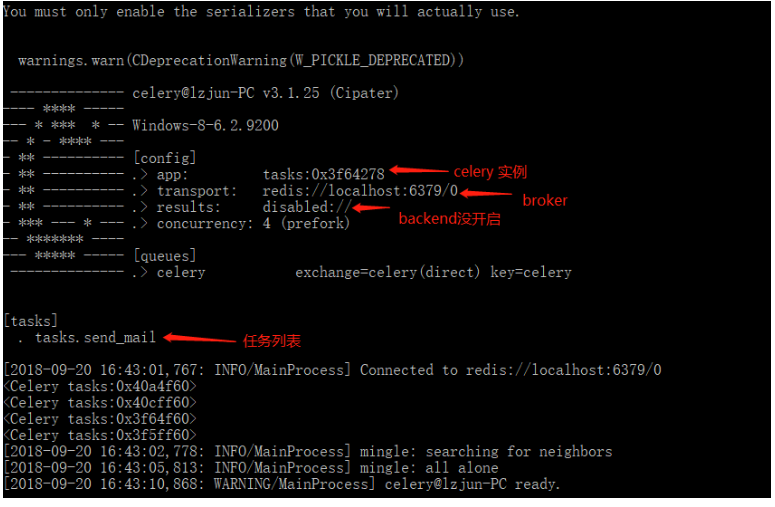 You must only enable the serializers that you will actually use.
warnings.warn(CDeprecationWarning(W_PICKLE_DEPRECATED))
-------------- celery@lzjun-PC v3.1.25 (Cipater)
---- **** -----
--- * ***  * -- Windows-8-6.2.9200
-- * - **** ---
- ** ---------- [config]
- ** ---------- .> app:         tasks:0x3f64278 celery 实例
- ** ---------- .> transport:   redis://localhost:6379/0 broker
- ** ---------- .> results:     disabled:// backend没开启
- *** --- * --- .> concurrency: 4 (prefork)
-- ******* ----
--- ***** ----- [queues]
-------------- .> celery           exchange=celery(direct) key=celery
[tasks]
. tasks.send_mail 任务列表
[2018-09-20 16:43:01,767: INFO/MainProcess] Connected to redis://localhost:6379/0
<Celery tasks:0x40a4f60>
<Celery tasks:0x40cff60>
<Celery tasks:0x3f64f60>
<Celery tasks:0x3f5ff60>
[2018-09-20 16:43:02,778: INFO/MainProcess] mingle: searching for neighbors
[2018-09-20 16:43:05,813: INFO/MainProcess] mingle: all alone
[2018-09-20 16:43:10,868: WARNING/MainProcess] celery@lzjun-PC ready.